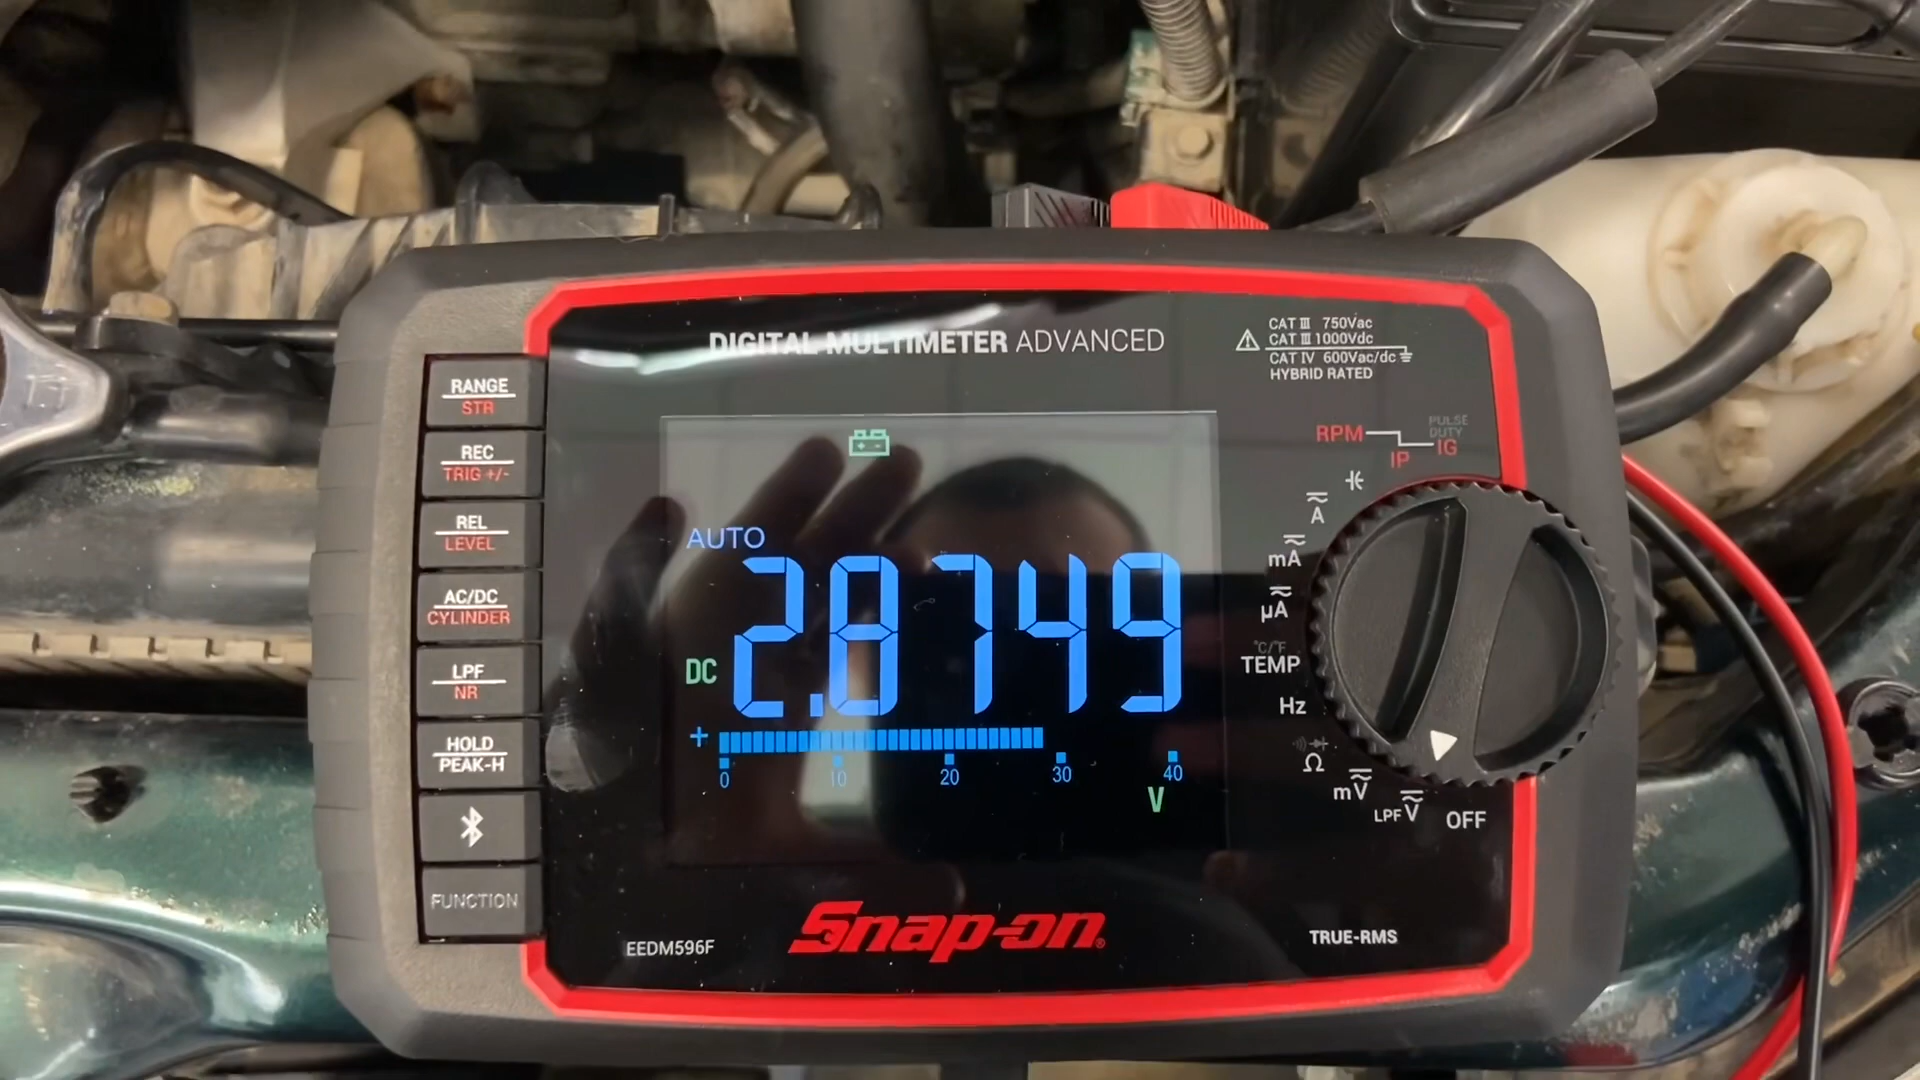 DIGITAL MULTIMETER ADVANCED
CAT III 750Vac
CAT III 1000Vdc
CAT IV 600Vac/dc
HYBRID RATED
RANGE
STR
REC
TRIG +/-
REL
LEVEL
AC/DC
CYLINDER
LPF
NR
HOLD
PEAK-H
FUNCTION
AUTO
DC 2.8749
+
0 10 20 30 40
V
RPM
PULSE
DUTY
IG
IP
A
mA
µA
°C/°F
TEMP
Hz
Ω
mV
LPF V
OFF
EEDM596F
Snap-on®
TRUE-RMS